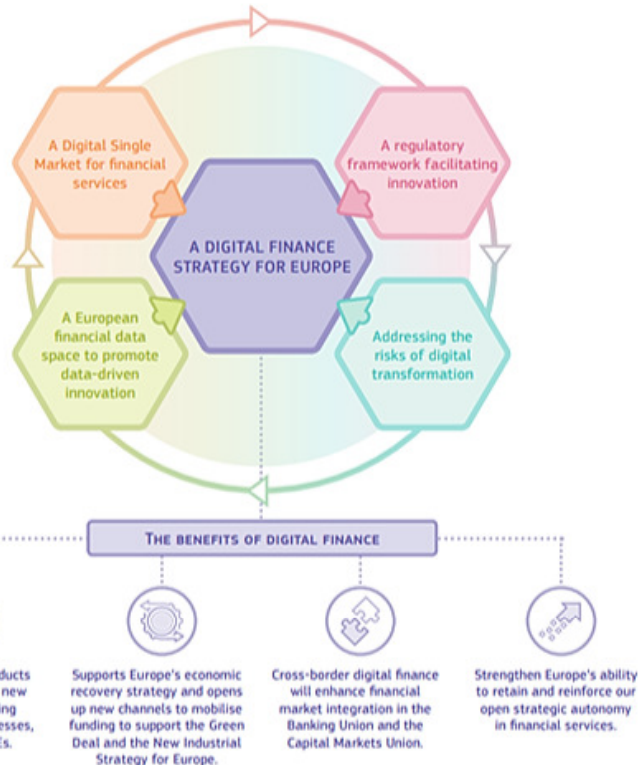 A Digital Single
Market for financial
services
A regulatory
framework facilitating
innovation
A DIGITAL FINANCE
STRATEGY FOR EUROPE
A European
financial data
space to promote
data-driven
innovation
Addressing the
risks of digital
transformation
THE BENEFITS OF DIGITAL FINANCE
new
Supports Europe's economic
recovery strategy and opens
up new channels to mobilise
funding to support the Green
Deal and the New Industrial
Strategy for Europe.
Cross-border digital finance
will enhance financial
market integration in the
Banking Union and the
Capital Markets Union.
Strengthen Europe's ability
to retain and reinforce our
open strategic autonomy
in financial services.